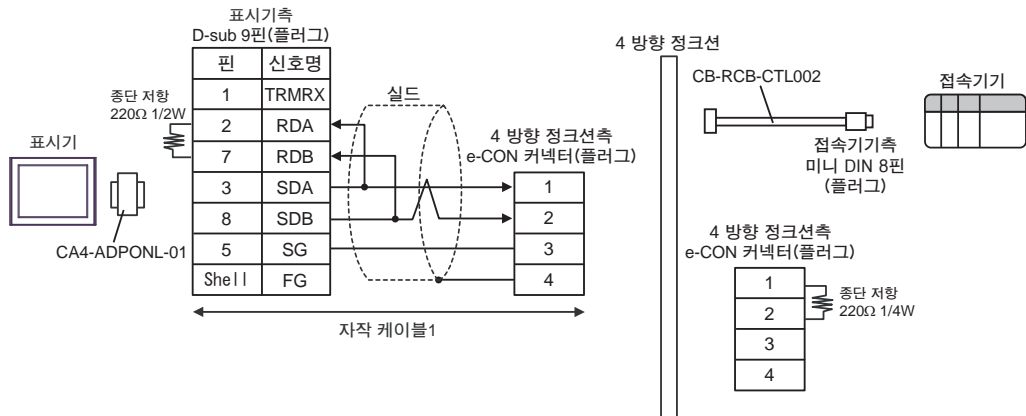 표시기측
D-sub 9핀(플러그)
핀 신호명
1 TRMRX
2 RDA
7 RDB
3 SDA
8 SDB
5 SG
Shell FG
종단 저항
220Ω 1/2W
표시기
CA4-ADPONL-01
실드
4 방향 정크션측
e-CON 커넥터(플러그)
1
2
3
4
자작 케이블1
4 방향 정크션
CB-RCB-CTL002
접속기기
접속기기측
미니 DIN 8핀
(플러그)
4 방향 정크션측
e-CON 커넥터(플러그)
1
2
3
4
종단 저항
220Ω 1/4W